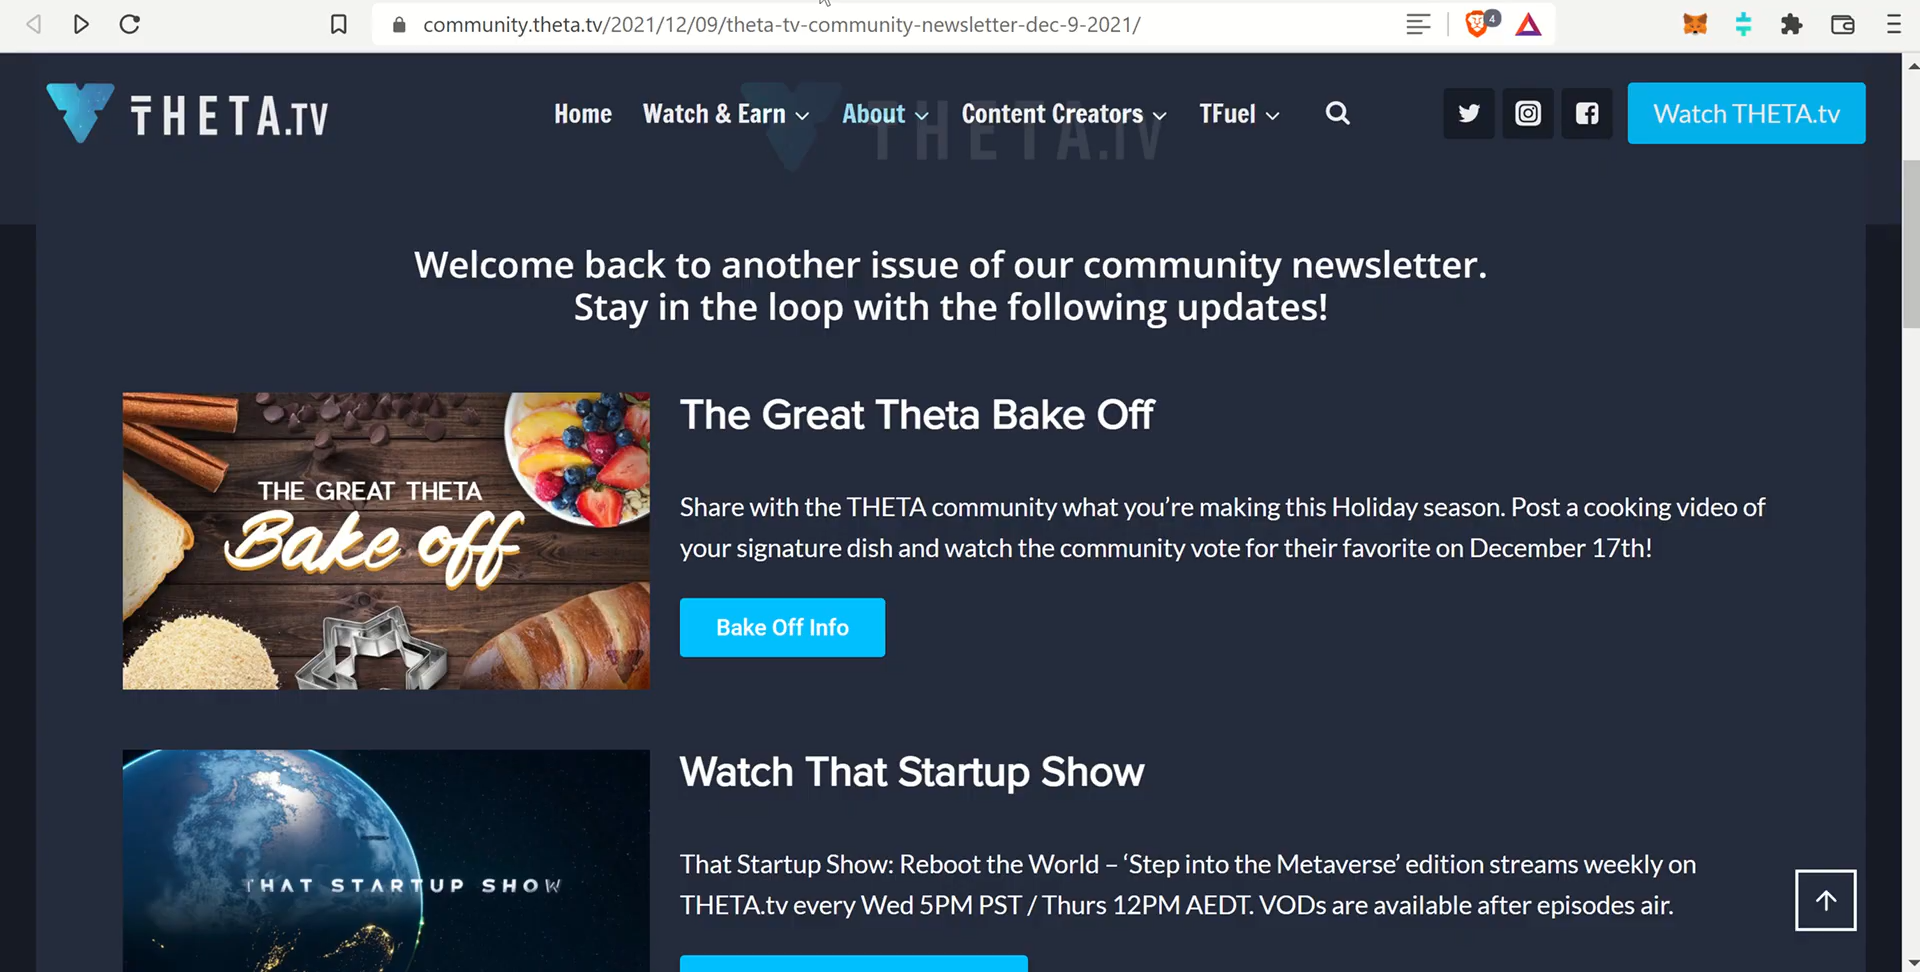 community.theta.tv/2021/12/09/theta-tv-community-newsletter-dec-9-2021/
4
THETA.TV
Home
Watch & Earn
About
Content Creators
TFuel
Watch THETA.tv
THETA.TV
Welcome back to another issue of our community newsletter.
Stay in the loop with the following updates!
THE GREAT THETA
Bake off
The Great Theta Bake Off
Share with the THETA community what you’re making this Holiday season. Post a cooking video of
your signature dish and watch the community vote for their favorite on December 17th!
Bake Off Info
THAT STARTUP SHOW
Watch That Startup Show
That Startup Show: Reboot the World – ‘Step into the Metaverse’ edition streams weekly on
THETA.tv every Wed 5PM PST / Thurs 12PM AEDT. VODs are available after episodes air.